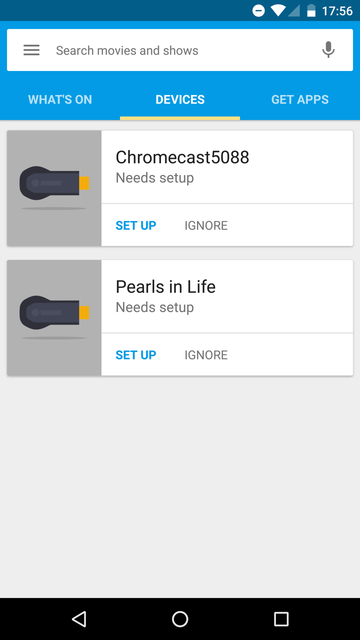 17:56
Search movies and shows
WHAT'S ON DEVICES GET APPS
Chromecast5088
Needs setup
SET UP IGNORE
Pearls in Life
Needs setup
SET UP IGNORE